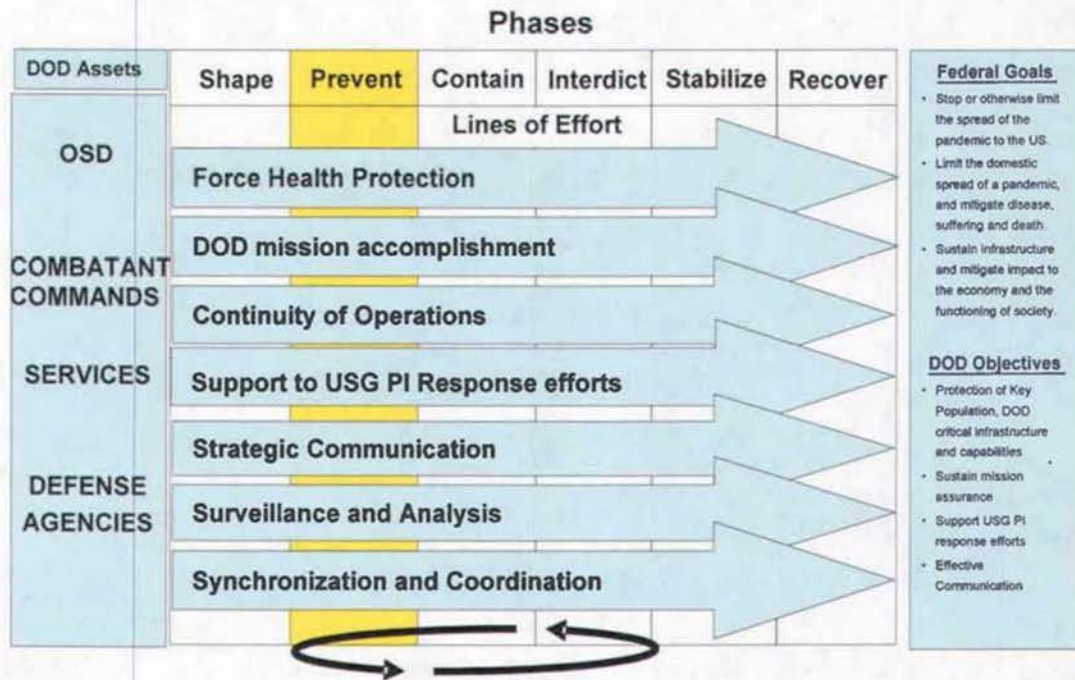 Phases
DOD Assets
Shape
Prevent
Contain
Interdict
Stabilize
Recover
Lines of Effort
OSD
COMBATANT
COMMANDS
SERVICES
DEFENSE
AGENCIES
Force Health Protection
DOD mission accomplishment
Continuity of Operations
Support to USG PI Response efforts
Strategic Communication
Surveillance and Analysis
Synchronization and Coordination
Federal Goals
• Stop or otherwise limit
the spread of the
pandemic to the US.
• Limit the domestic
spread of a pandemic,
and mitigate disease,
suffering and death.
• Sustain infrastructure
and mitigate impact to
the economy and the
functioning of society.
DOD Objectives
• Protection of Key
Population, DOD
critical infrastructure
and capabilities
• Sustain mission
assurance
• Support USG PI
response efforts
• Effective
Communication